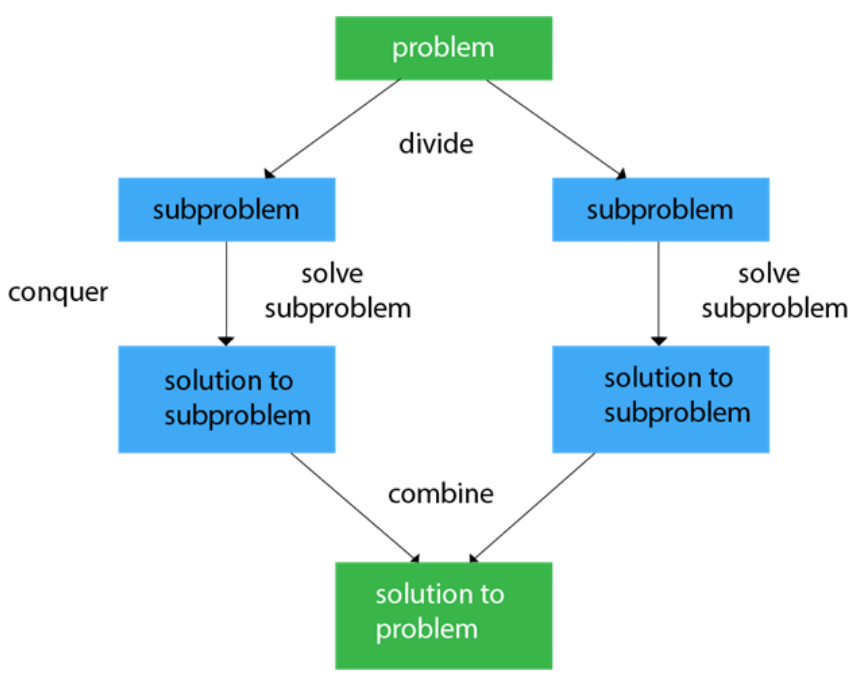 problem
divide
subproblem
subproblem
conquer
solve
subproblem
solve
subproblem
solution to
subproblem
solution to
subproblem
combine
solution to
problem